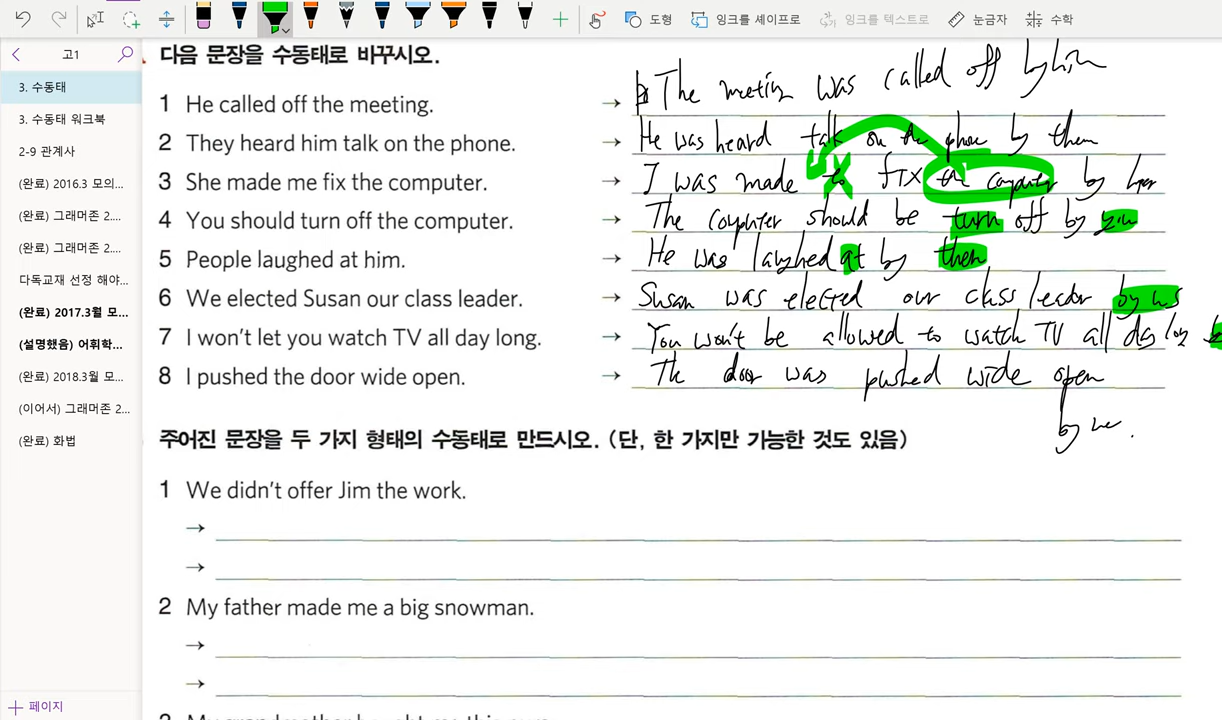 도형
잉크를 셰이프로
잉크를 텍스트로
눈금자
수학
고1
3. 수동태
3. 수동태 워크북
2-9 관계사
(완료) 2016.3 모의...
(완료) 그래머존 2....
(완료) 그래머존 2....
다독교재 선정 해야...
(완료) 2017.3월 모...
(설명했음) 어휘학...
(완료) 2018.3월 모...
(이어서) 그래머존 2...
(완료) 화법
페이지
다음 문장을 수동태로 바꾸시오.
1 He called off the meeting. → The meeting was called off by him
2 They heard him talk on the phone. → He was heard talk on the phone by them
3 She made me fix the computer. → I was made to fix the computer by her
4 You should turn off the computer. → The computer should be turn off by you
5 People laughed at him. → He was laughed at by them
6 We elected Susan our class leader. → Susan was elected our class leader by us
7 I won't let you watch TV all day long. → You won't be allowed to watch TV all day long
8 I pushed the door wide open. → The door was pushed wide open
by me.
주어진 문장을 두 가지 형태의 수동태로 만드시오. (단, 한 가지만 가능한 것도 있음)
1 We didn't offer Jim the work.
→
→
2 My father made me a big snowman.
→
→